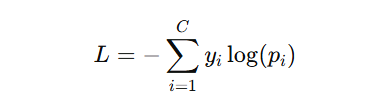 L = -\sum_{i=1}^{C} y_i \log(p_i)